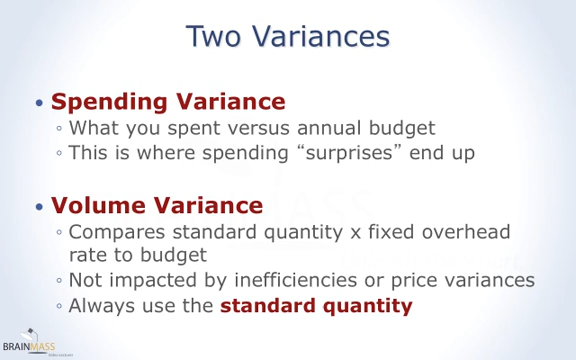 Two Variances
• Spending Variance
◦ What you spent versus annual budget
◦ This is where spending “surprises” end up
• Volume Variance
◦ Compares standard quantity x fixed overhead
rate to budget
◦ Not impacted by inefficiencies or price variances
◦ Always use the standard quantity
BRAINMASS